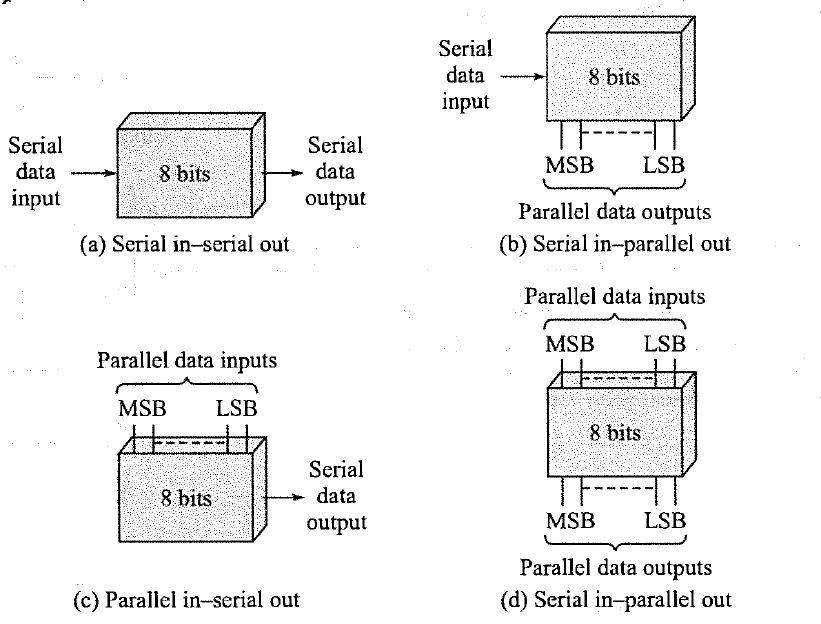 Serial
data
input
8 bits
Serial
data
output
(a) Serial in–serial out
Serial
data
input
8 bits
MSB LSB
Parallel data outputs
(b) Serial in–parallel out
Parallel data inputs
MSB LSB
8 bits
Serial
data
output
(c) Parallel in–serial out
Parallel data inputs
MSB LSB
8 bits
MSB LSB
Parallel data outputs
(d) Serial in–parallel out